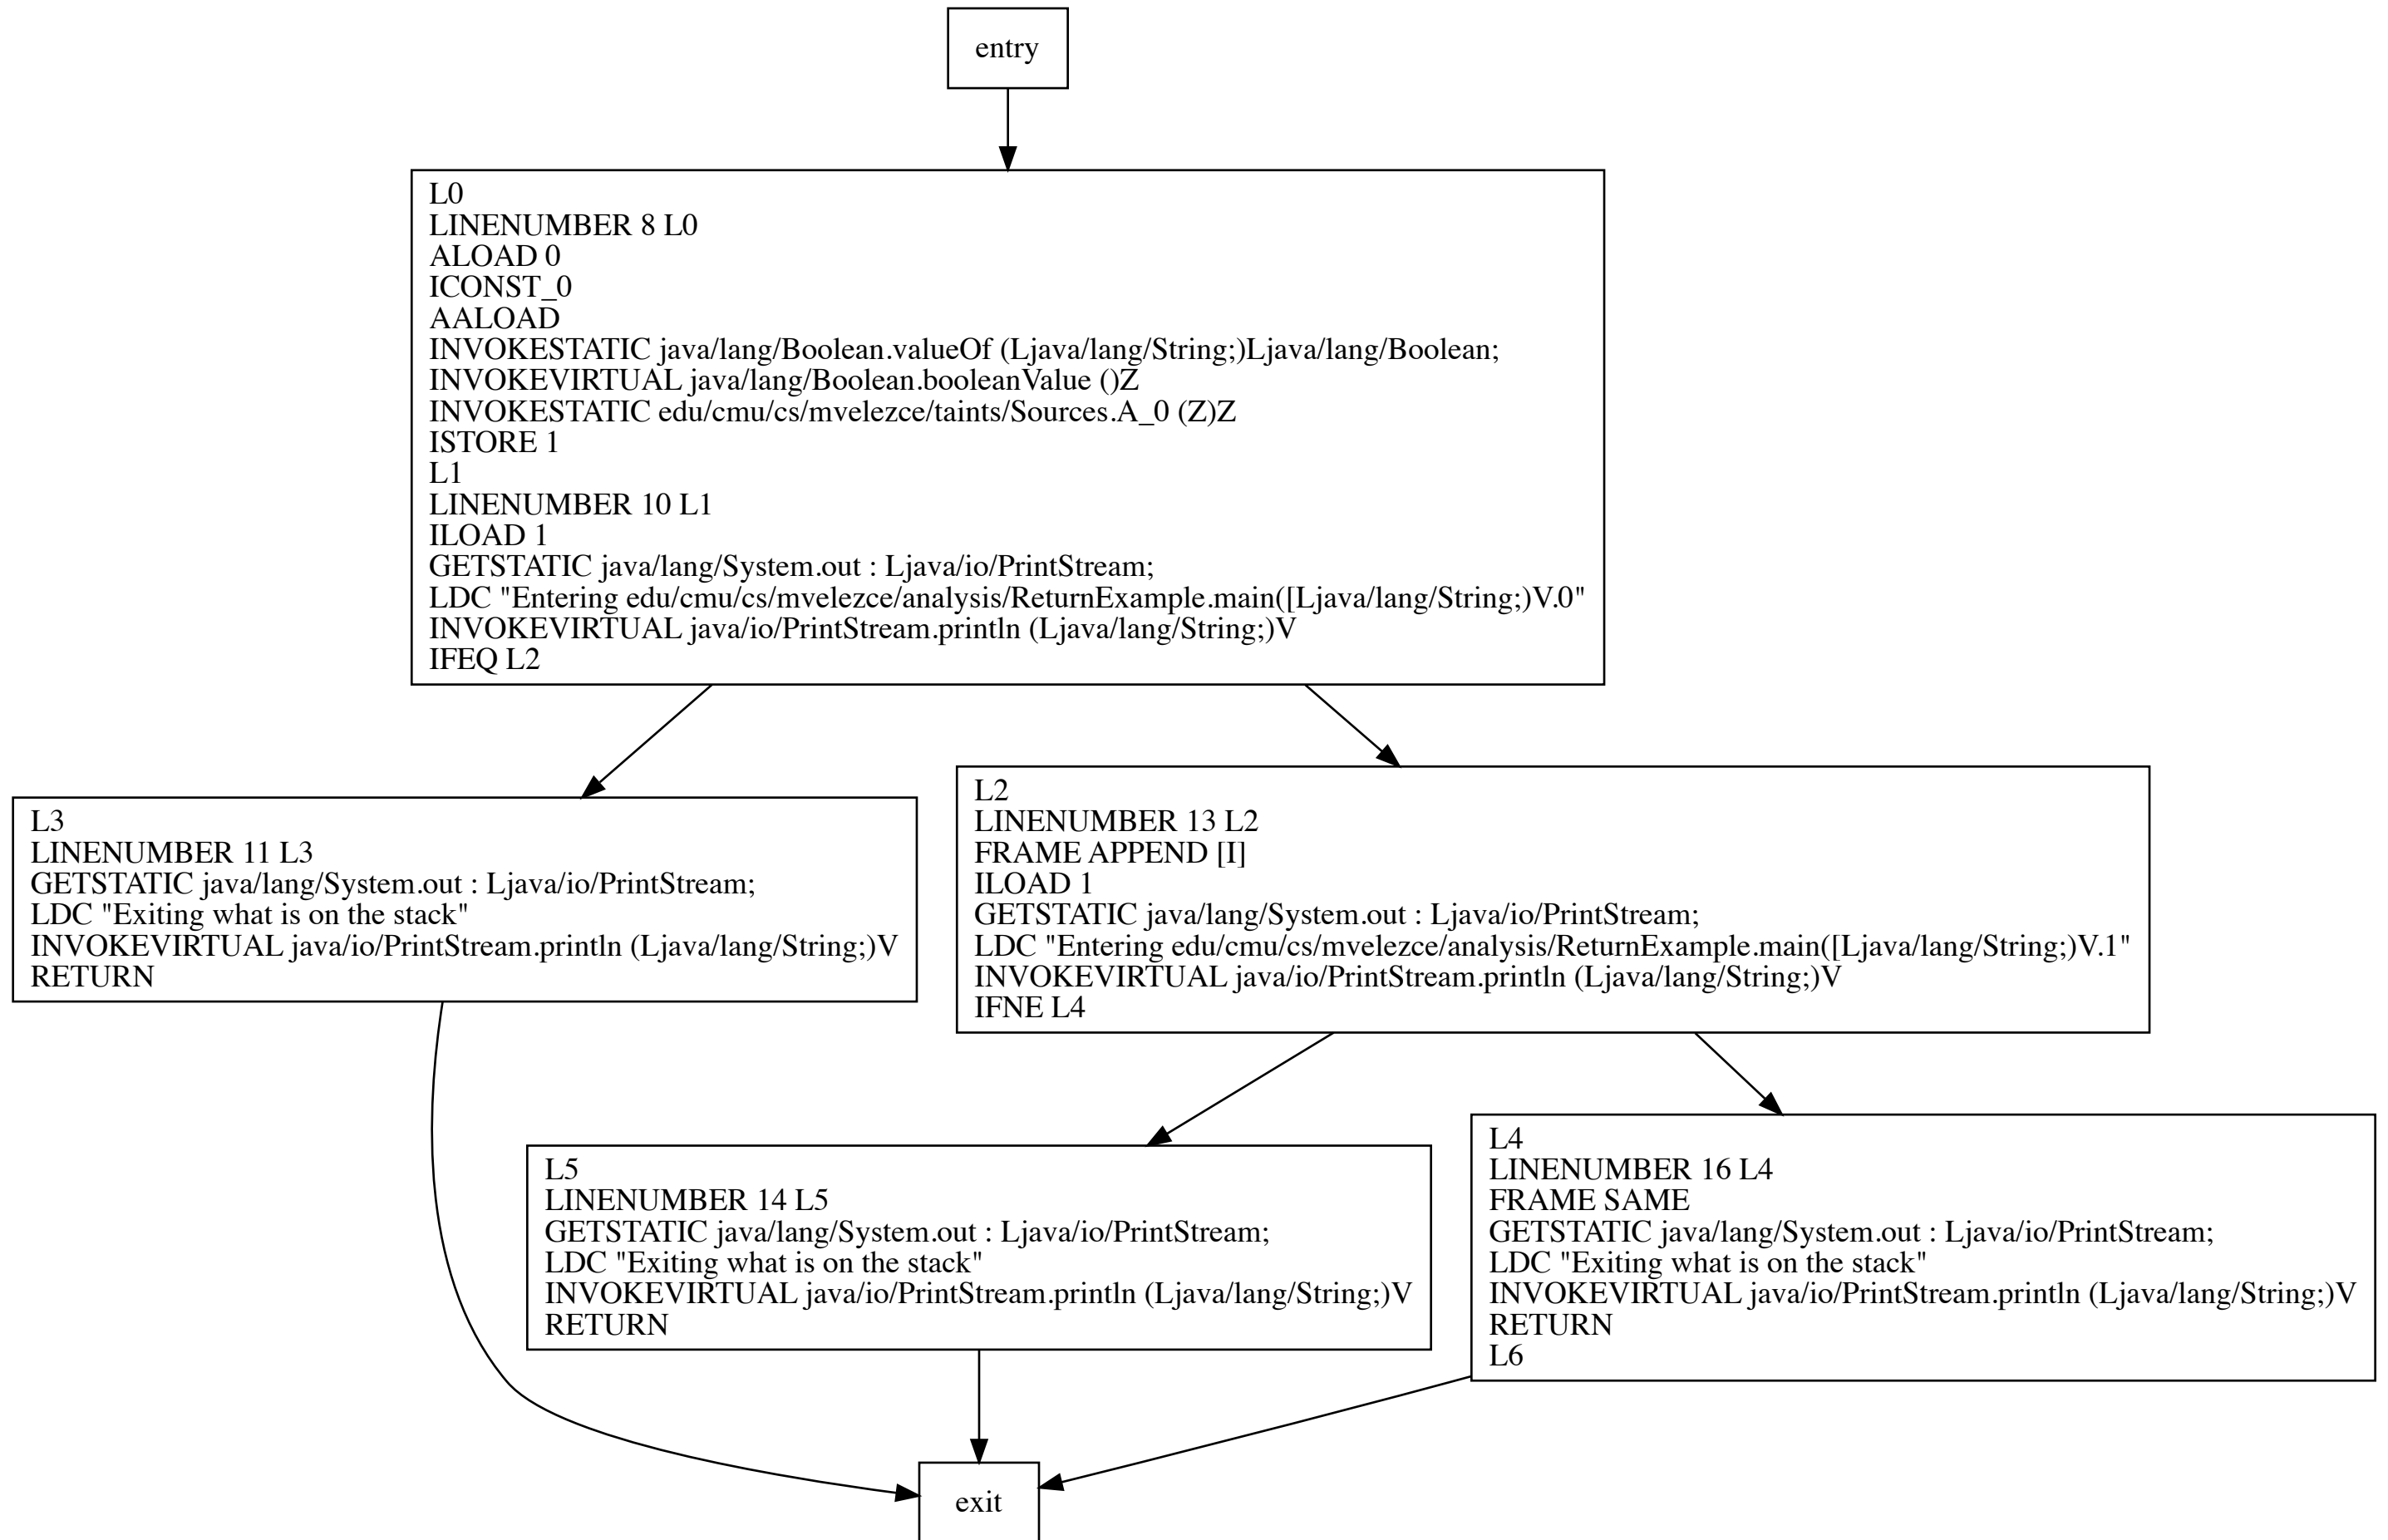 entry
L0
LINENUMBER 8 L0
ALOAD 0
ICONST_0
AALOAD
INVOKESTATIC java/lang/Boolean.valueOf (Ljava/lang/String;)Ljava/lang/Boolean;
INVOKEVIRTUAL java/lang/Boolean.booleanValue ()Z
INVOKESTATIC edu/cmu/cs/mvelezce/taints/Sources.A_0 (Z)Z
ISTORE 1
L1
LINENUMBER 10 L1
ILOAD 1
GETSTATIC java/lang/System.out : Ljava/io/PrintStream;
LDC "Entering edu/cmu/cs/mvelezce/analysis/ReturnExample.main([Ljava/lang/String;)V.0"
INVOKEVIRTUAL java/io/PrintStream.println (Ljava/lang/String;)V
IFEQ L2
L3
LINENUMBER 11 L3
GETSTATIC java/lang/System.out : Ljava/io/PrintStream;
LDC "Exiting what is on the stack"
INVOKEVIRTUAL java/io/PrintStream.println (Ljava/lang/String;)V
RETURN
L2
LINENUMBER 13 L2
FRAME APPEND [I]
ILOAD 1
GETSTATIC java/lang/System.out : Ljava/io/PrintStream;
LDC "Entering edu/cmu/cs/mvelezce/analysis/ReturnExample.main([Ljava/lang/String;)V.1"
INVOKEVIRTUAL java/io/PrintStream.println (Ljava/lang/String;)V
IFNE L4
L5
LINENUMBER 14 L5
GETSTATIC java/lang/System.out : Ljava/io/PrintStream;
LDC "Exiting what is on the stack"
INVOKEVIRTUAL java/io/PrintStream.println (Ljava/lang/String;)V
RETURN
L4
LINENUMBER 16 L4
FRAME SAME
GETSTATIC java/lang/System.out : Ljava/io/PrintStream;
LDC "Exiting what is on the stack"
INVOKEVIRTUAL java/io/PrintStream.println (Ljava/lang/String;)V
RETURN
L6
exit